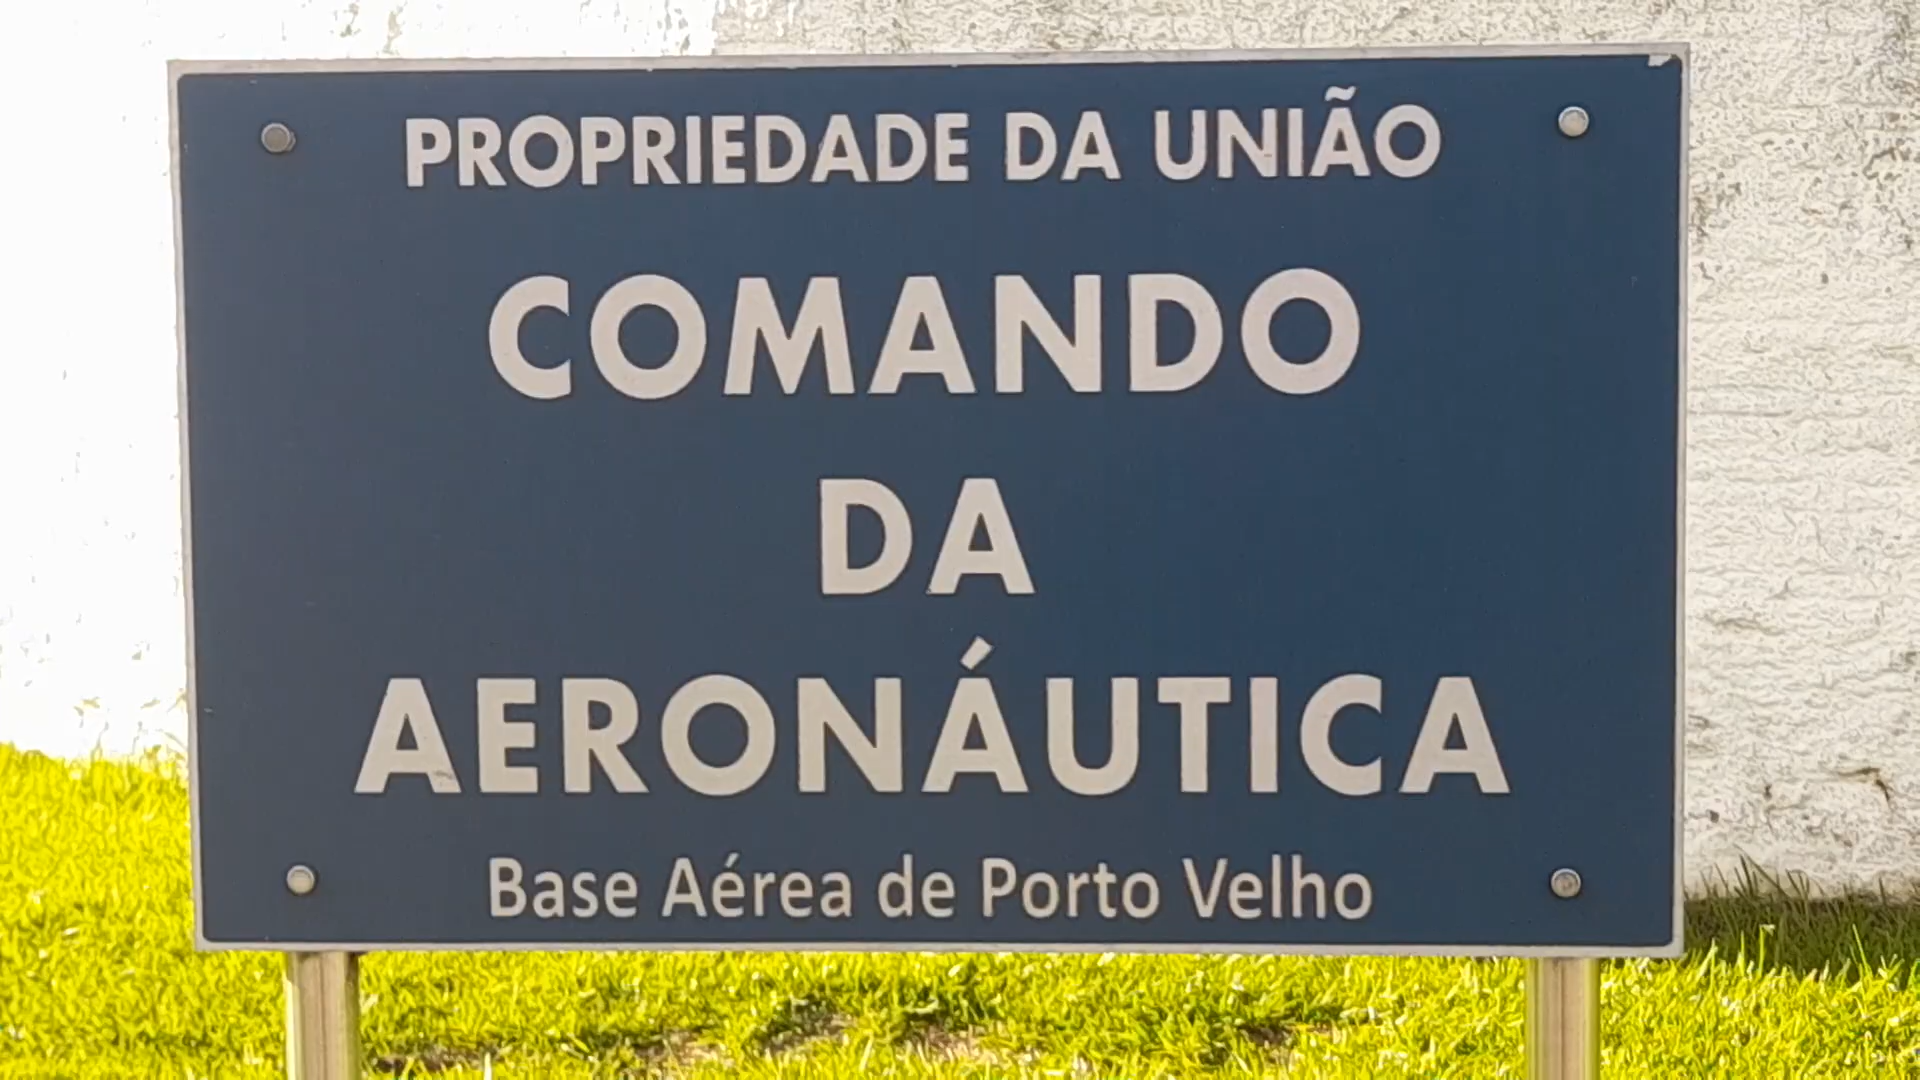 PROPRIEDADE DA UNIÃO
COMANDO
DA
AERONÁUTICA
Base Aérea de Porto Velho